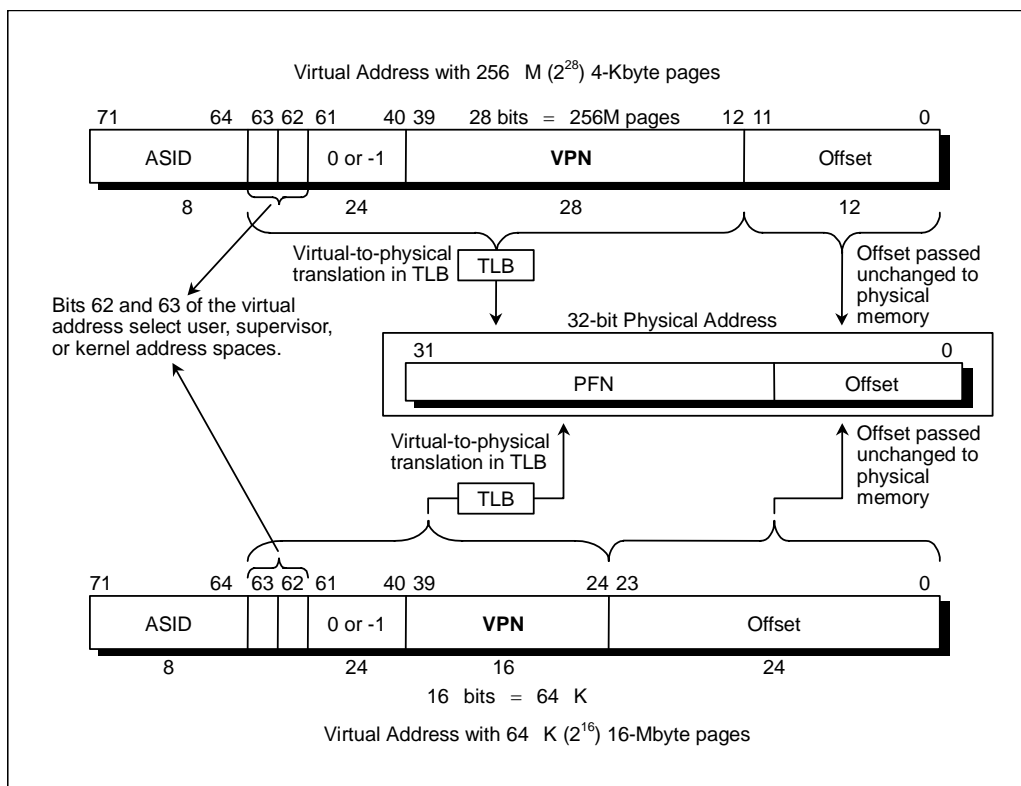 Virtual Address with 256 M (2²⁸) 4-Kbyte pages
71 64 63 62 61 40 39 28 bits = 256M pages 12 11 0
ASID 0 or -1 VPN Offset
8 24 28 12
Virtual-to-physical
translation in TLB
TLB
Offset passed
unchanged to
physical
memory
Bits 62 and 63 of the virtual
address select user, supervisor,
or kernel address spaces.
32-bit Physical Address
31 0
PFN Offset
Virtual-to-physical
translation in TLB
TLB
Offset passed
unchanged to
physical
memory
71 64 63 62 61 40 39 24 23 0
ASID 0 or -1 VPN Offset
8 24 16 24
16 bits = 64 K
Virtual Address with 64 K (2¹⁶) 16-Mbyte pages